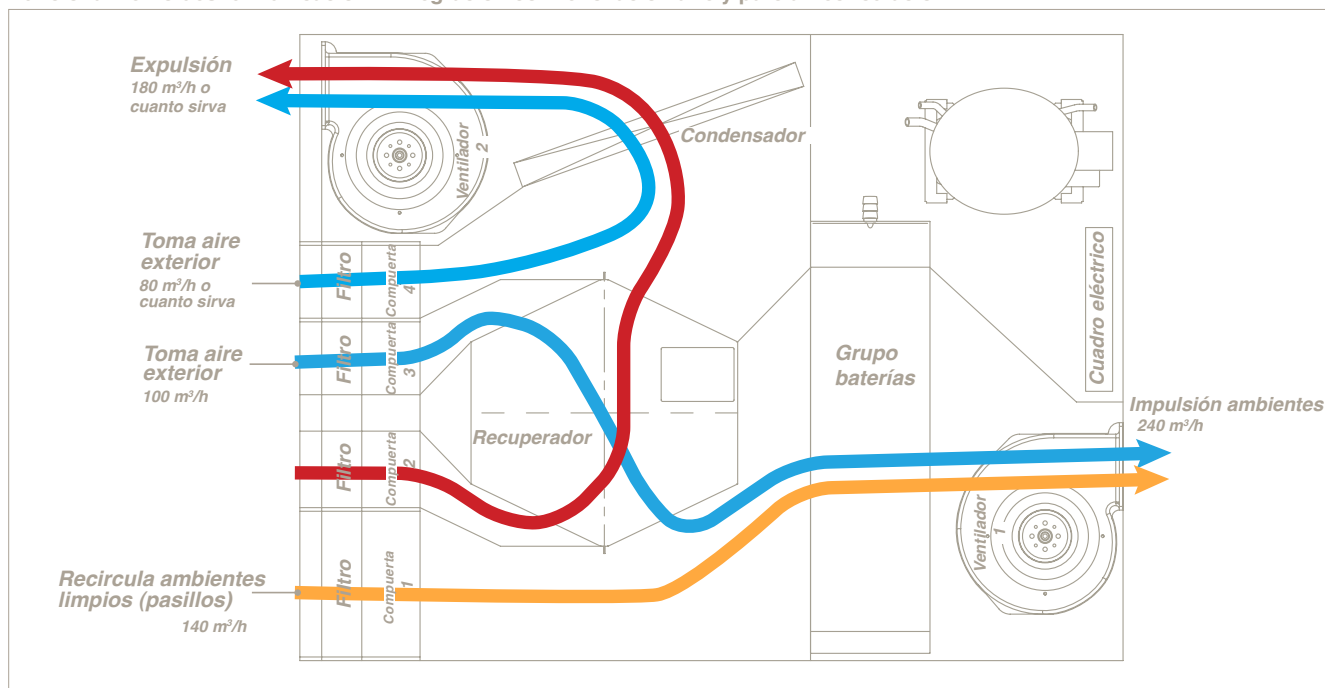 Expulsión
180 m³/h o
cuanto sirva
Condensador
Ventilador
2
Toma aire
exterior
80 m³/h o
cuanto sirva
Filtro
Compuerta
4
Toma aire
exterior
100 m³/h
Filtro
Compuerta
3
Grupo
baterías
Cuadro eléctrico
Impulsión ambientes
240 m³/h
Recuperador
Filtro
Compuerta
2
Ventilador
1
Recircula ambientes
limpios (pasillos)
140 m³/h
Filtro
Compuerta
1